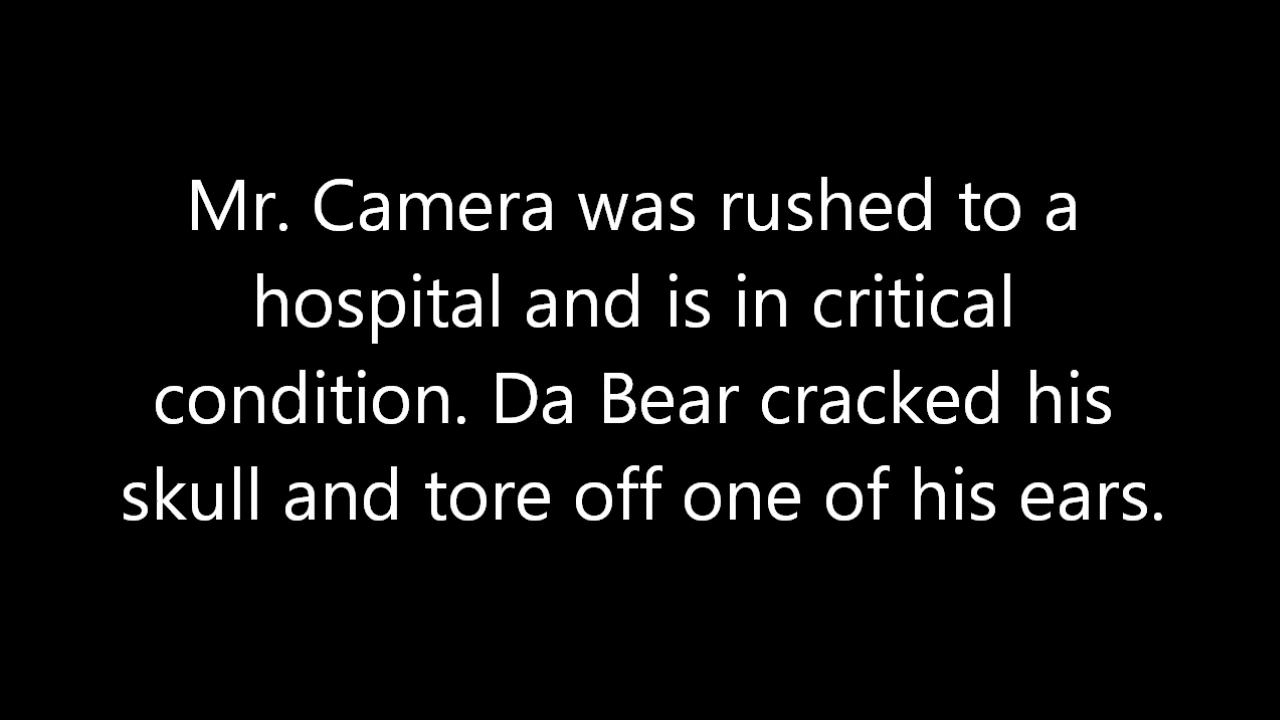 Mr. Camera was rushed to a
hospital and is in critical
condition. Da Bear cracked his
skull and tore off one of his ears.